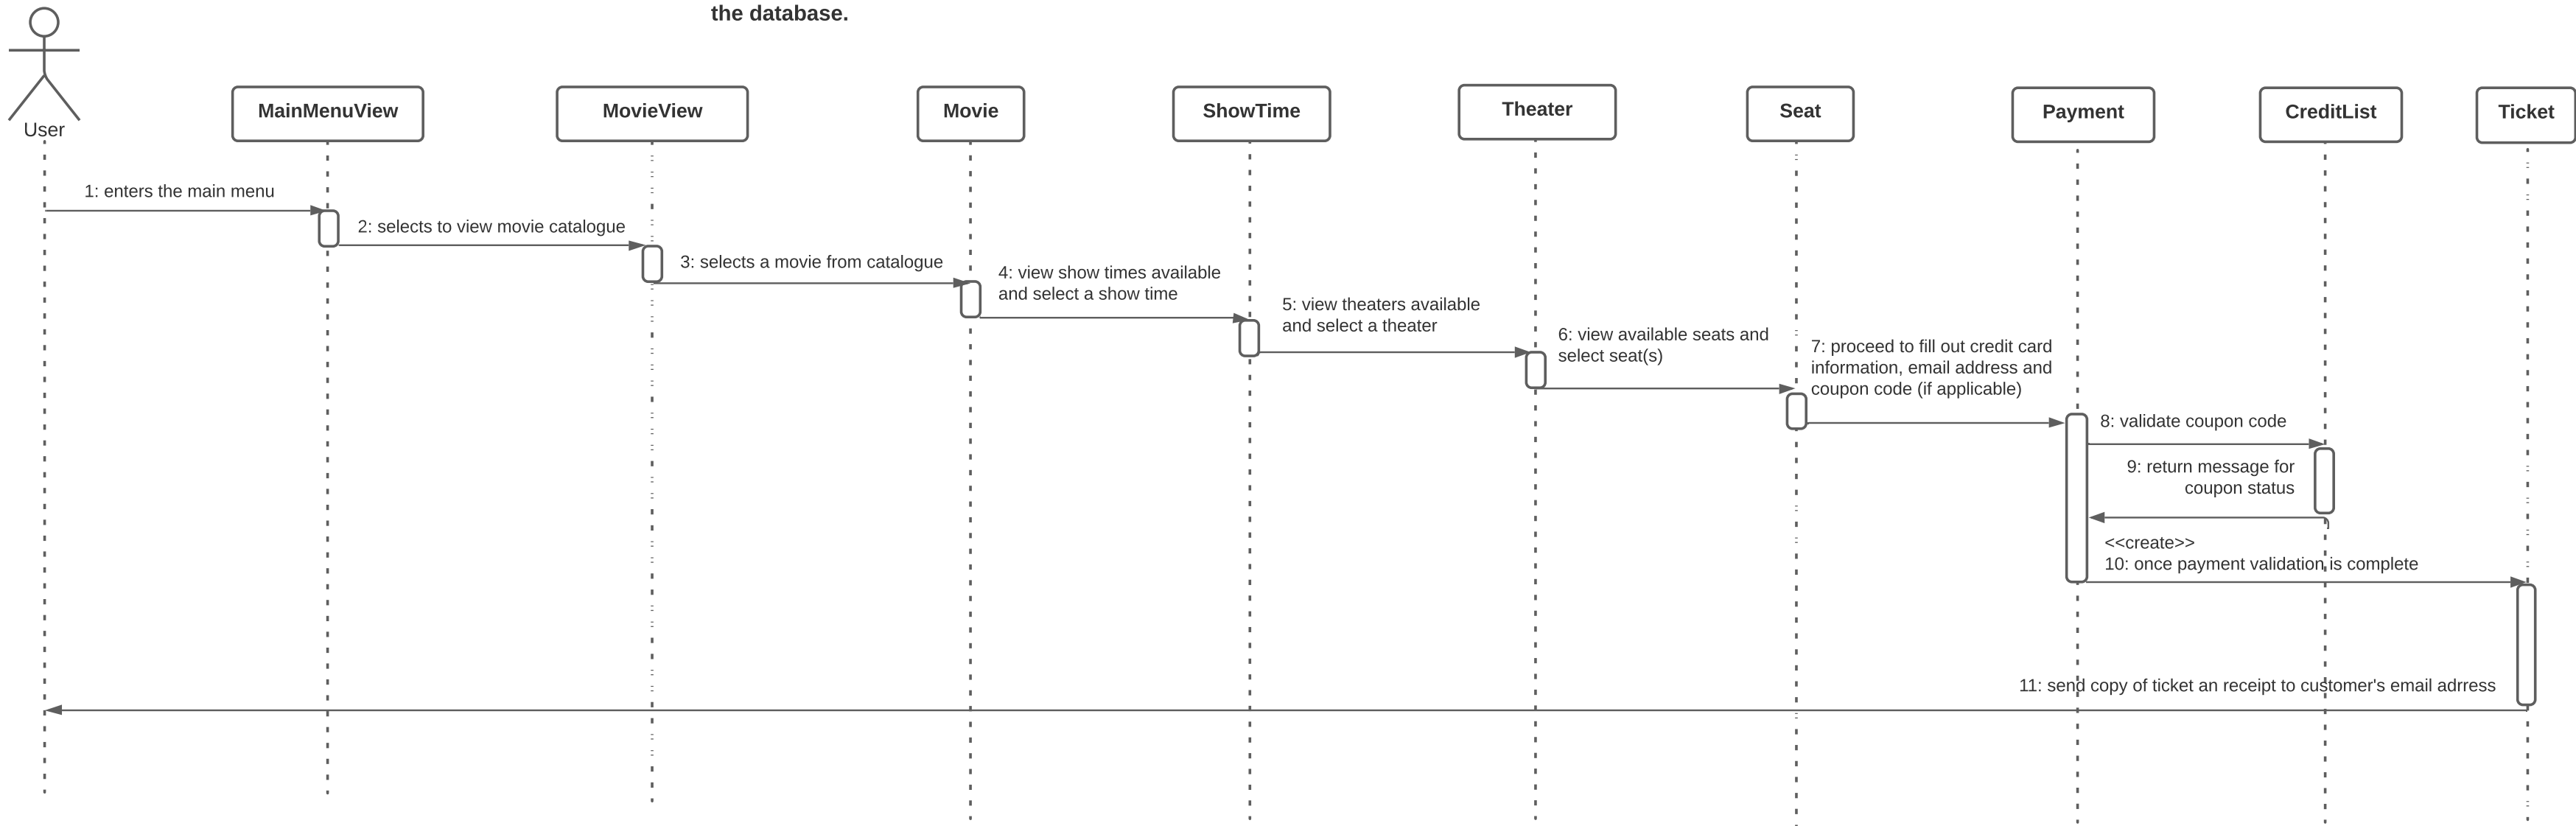 the database.
User
MainMenuView
MovieView
Movie
ShowTime
Theater
Seat
Payment
CreditList
Ticket
1: enters the main menu
2: selects to view movie catalogue
3: selects a movie from catalogue
4: view show times available
and select a show time
5: view theaters available
and select a theater
6: view available seats and
select seat(s)
7: proceed to fill out credit card
information, email address and
coupon code (if applicable)
8: validate coupon code
9: return message for
coupon status
<<create>>
10: once payment validation is complete
11: send copy of ticket an receipt to customer's email adrress